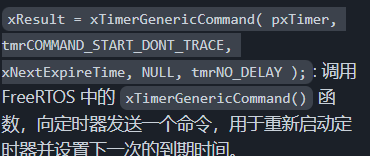 xResult = xTimerGenericCommand( pxTimer,
tmrCOMMAND_START_DONT_TRACE,
xNextExpireTime, NULL, tmrNO_DELAY ); : 调用
FreeRTOS 中的 xTimerGenericCommand() 函
数，向定时器发送一个命令，用于重新启动定
时器并设置下一次的到期时间。